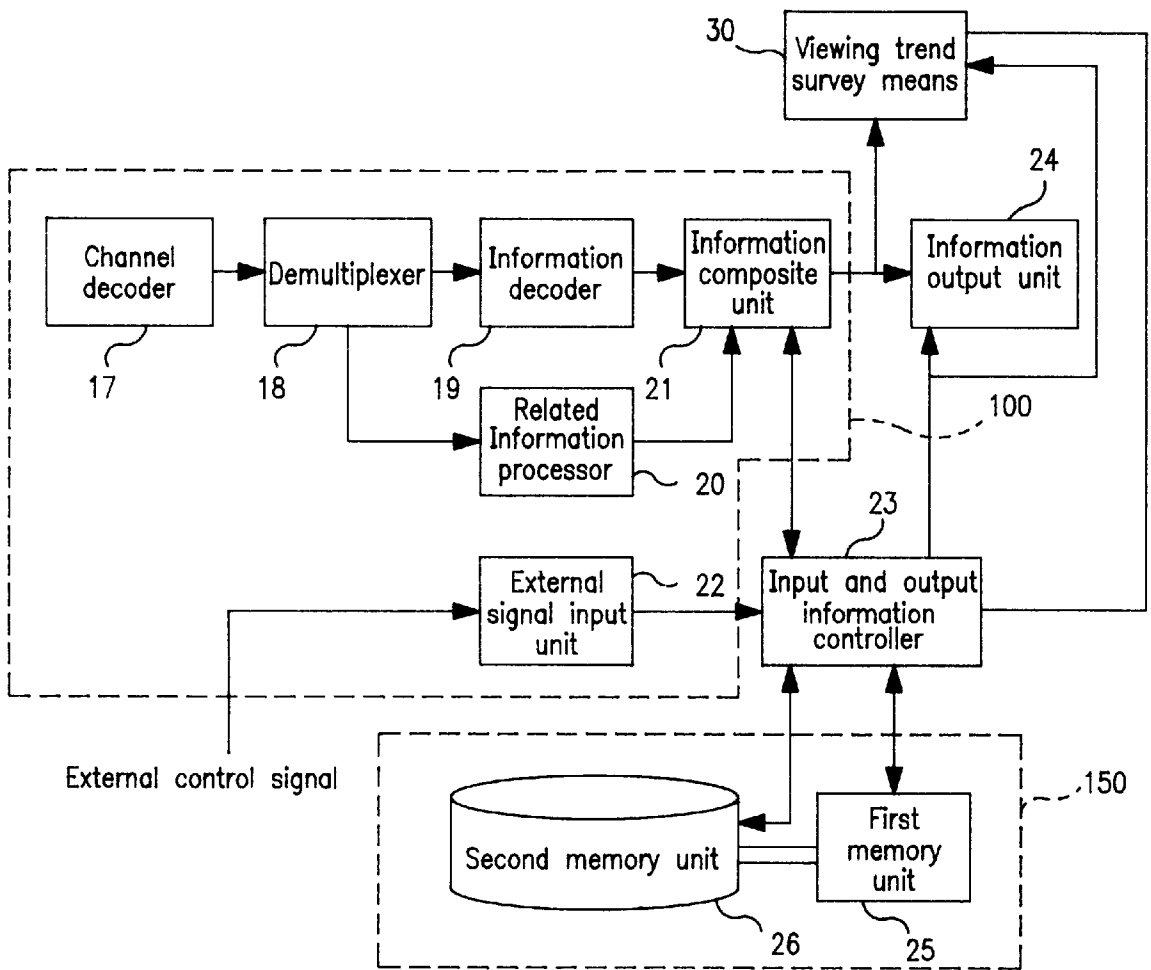 30
Viewing trend
survey means
24
Channel
decoder
Demultiplexer
Information
decoder
Information
composite
unit
Information
output unit
17
18
19
21
100
Related
Information
processor
20
23
External
signal input
unit
22
Input and output
information
controller
External control signal
150
Second memory unit
First
memory
unit
26
25